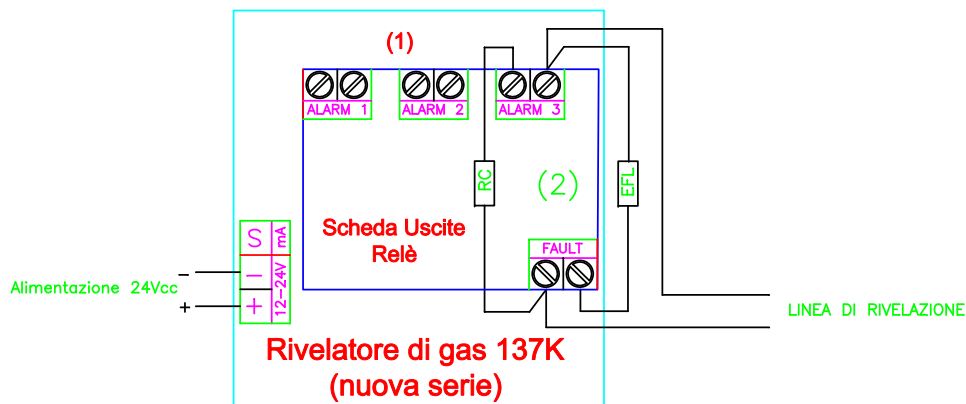 (1)
ALARM 1
ALARM 2
ALARM 3
RC
(2)
EFL
Scheda Uscite
Relè
FAULT
S
mA
−
+
12-24V
Alimentazione 24Vcc
−
+
LINEA DI RIVELAZIONE
Rivelatore di gas 137K
(nuova serie)